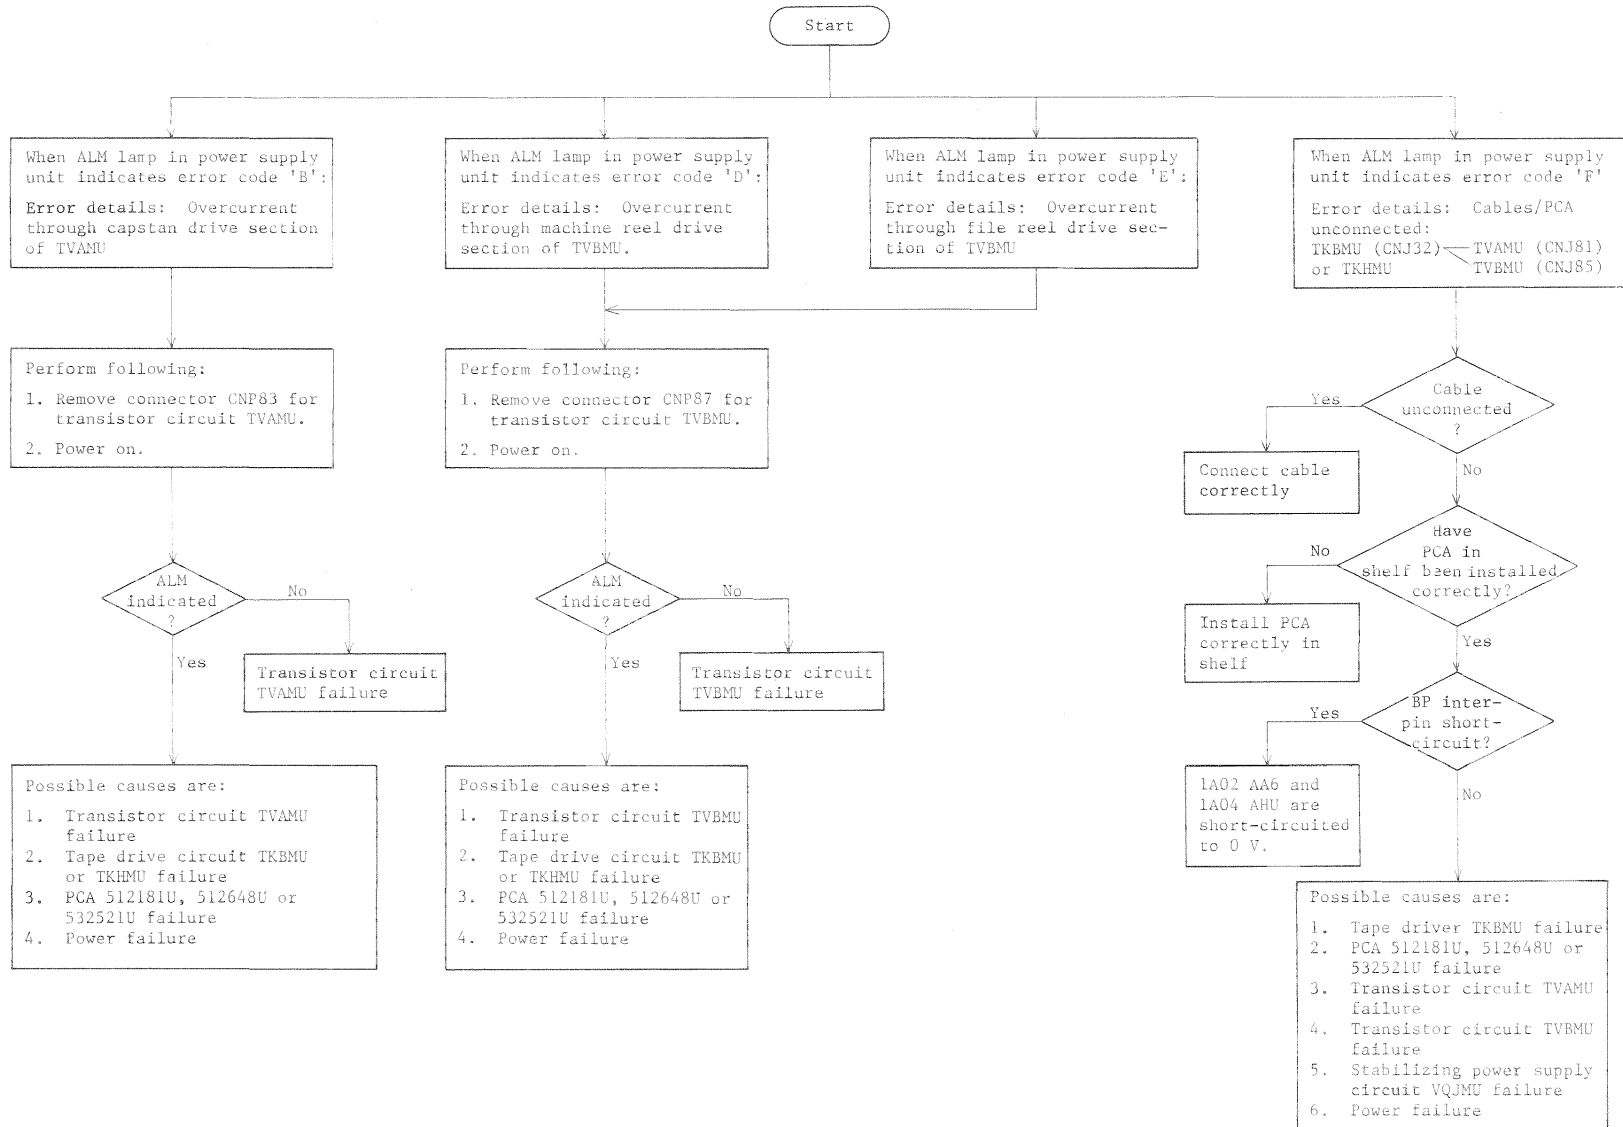 Start
When ALM lamp in power supply
unit indicates error code 'B':
Error details: Overcurrent
through capstan drive section
of TVAMU
When ALM lamp in power supply
unit indicates error code 'D':
Error details: Overcurrent
through machine reel drive
section of TVBMU.
When ALM lamp in power supply
unit indicates error code 'E':
Error details: Overcurrent
through file reel drive sec-
tion of TVBMU
When ALM lamp in power supply
unit indicates error code 'F'
Error details: Cables/PCA
unconnected:
TKBMU (CNJ32) TVAMU (CNJ81)
or TKHMU TVBMU (CNJ85)
Perform following:
1. Remove connector CNP83 for
transistor circuit TVAMU.
2. Power on.
Perform following:
1. Remove connector CNP87 for
transistor circuit TVBMU.
2. Power on.
Cable
unconnected
?
Yes
No
Connect cable
correctly
Have
PCA in
shelf been installed
correctly?
No
Yes
Install PCA
correctly in
shelf
ALM
indicated
?
No
Yes
Transistor circuit
TVAMU failure
ALM
indicated
?
No
Yes
Transistor circuit
TVBMU failure
BP inter-
pin short-
circuit?
Yes
No
1A02 AA6 and
1A04 AHU are
short-circuited
to 0 V.
Possible causes are:
1. Transistor circuit TVAMU
failure
2. Tape drive circuit TKBMU
or TKHMU failure
3. PCA 512181U, 512648U or
532521U failure
4. Power failure
Possible causes are:
1. Transistor circuit TVBMU
failure
2. Tape drive circuit TKBMU
or TKHMU failure
3. PCA 512181U, 512648U or
532521U failure
4. Power failure
Possible causes are:
1. Tape driver TKBMU failure
2. PCA 512181U, 512648U or
532521U failure
3. Transistor circuit TVAMU
failure
4. Transistor circuit TVBMU
failure
5. Stabilizing power supply
circuit VQJMU failure
6. Power failure